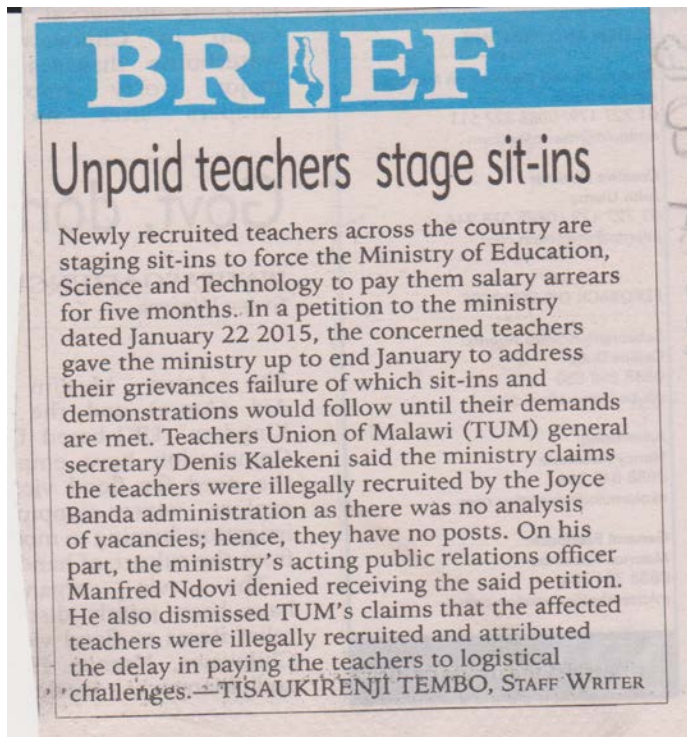 BRIEF
Unpaid teachers stage sit-ins
Newly recruited teachers across the country are
staging sit-ins to force the Ministry of Education,
Science and Technology to pay them salary arrears
for five months. In a petition to the ministry
dated January 22 2015, the concerned teachers
gave the ministry up to end January to address
their grievances failure of which sit-ins and
demonstrations would follow until their demands
are met. Teachers Union of Malawi (TUM) general
secretary Denis Kalekeni said the ministry claims
the teachers were illegally recruited by the Joyce
Banda administration as there was no analysis
of vacancies; hence, they have no posts. On his
part, the ministry's acting public relations officer
Manfred Ndovi denied receiving the said petition.
He also dismissed TUM's claims that the affected
teachers were illegally recruited and attributed
the delay in paying the teachers to logistical
challenges.—TISAUKIRENJI TEMBO, STAFF WRITER